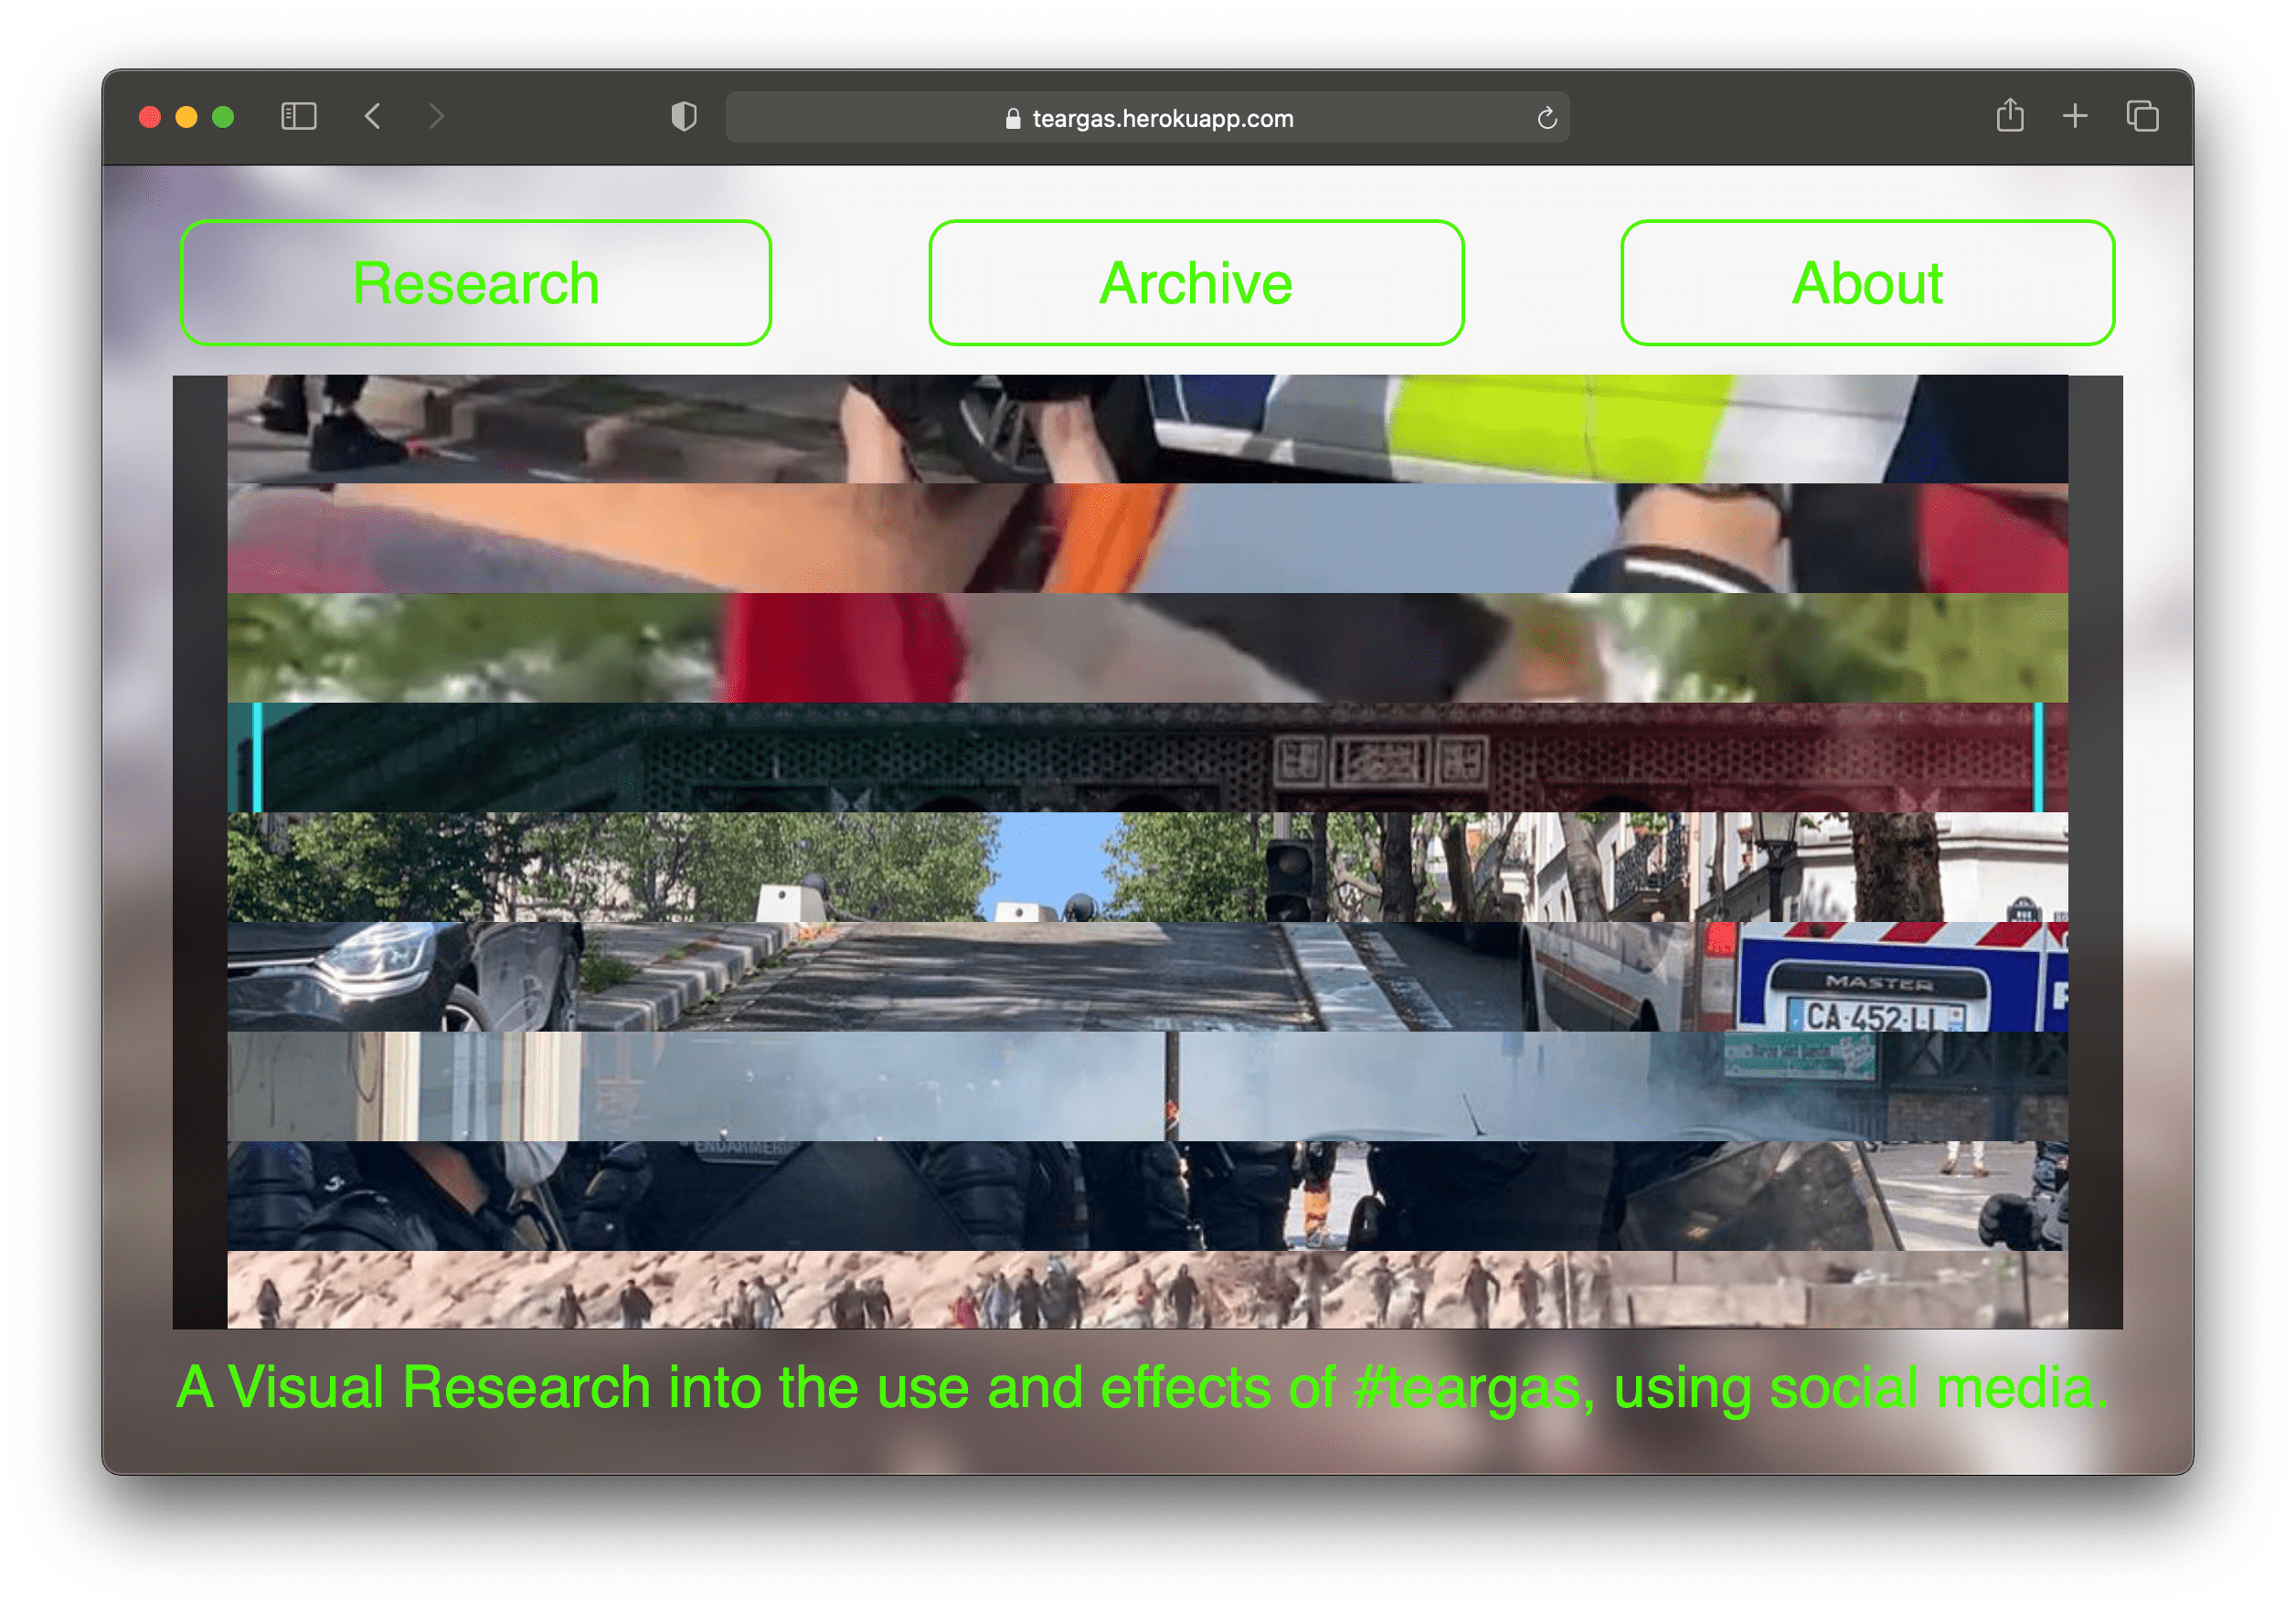 teargas.herokuapp.com
Research
Archive
About
MASTER
CA-452-LL
ENDARMERIE
A Visual Research into the use and effects of #teargas, using social media.